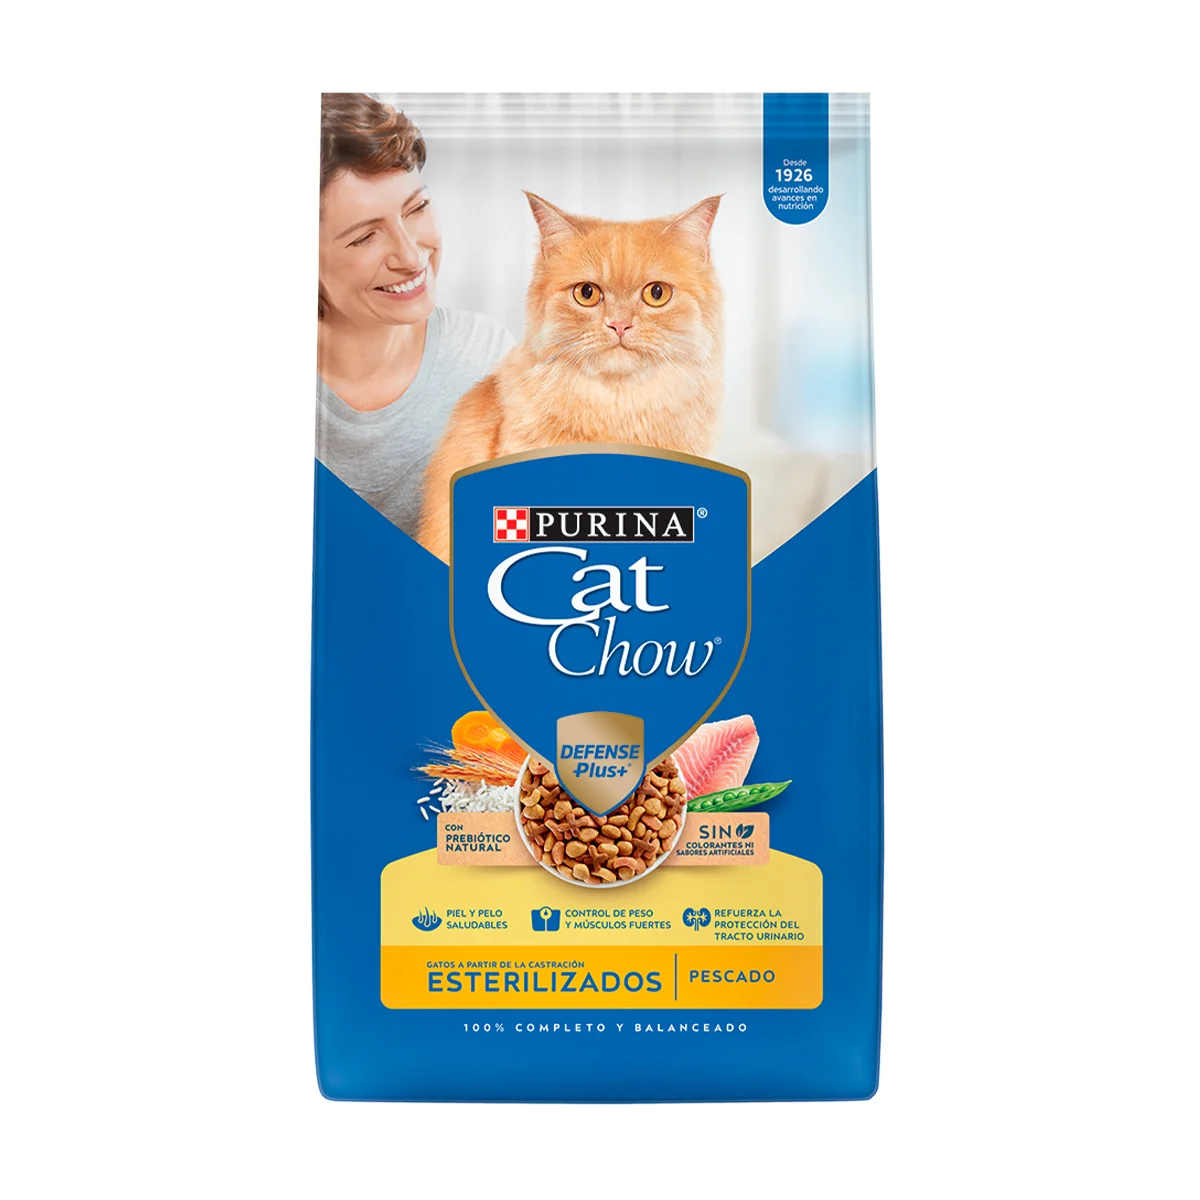 Desde
1926
desarrollando
avances en
nutrición
PURINA®
Cat
Chow®
DEFENSE
Plus+®
CON
PREBIÓTICO
NATURAL
SIN
COLORANTES NI
SABORES ARTIFICIALES
PIEL Y PELO
SALUDABLES
CONTROL DE PESO
Y MÚSCULOS FUERTES
REFUERZA LA
PROTECCIÓN DEL
TRACTO URINARIO
GATOS A PARTIR DE LA CASTRACIÓN
ESTERILIZADOS
PESCADO
100% COMPLETO Y BALANCEADO